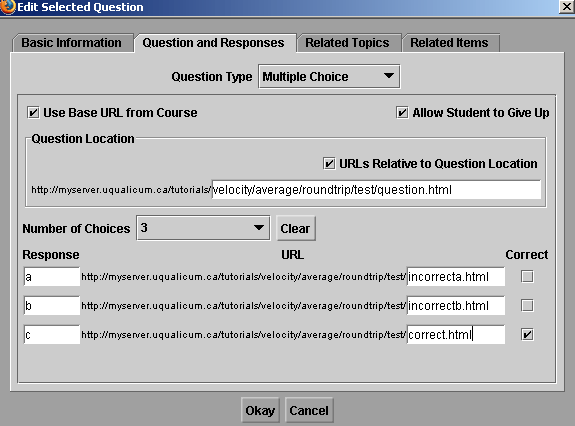 Edit Selected Question
Basic Information Question and Responses Related Topics Related Items
Question Type Multiple Choice
Use Base URL from Course Allow Student to Give Up
Question Location
URLs Relative to Question Location
http://myserver.uqualicum.ca/tutorials/velocity/average/roundtrip/test/question.html
Number of Choices 3 Clear
Response URL Correct
a http://myserver.uqualicum.ca/tutorials/velocity/average/roundtrip/test/incorrecta.html
b http://myserver.uqualicum.ca/tutorials/velocity/average/roundtrip/test/incorrectb.html
c http://myserver.uqualicum.ca/tutorials/velocity/average/roundtrip/test/correct.html
Okay Cancel